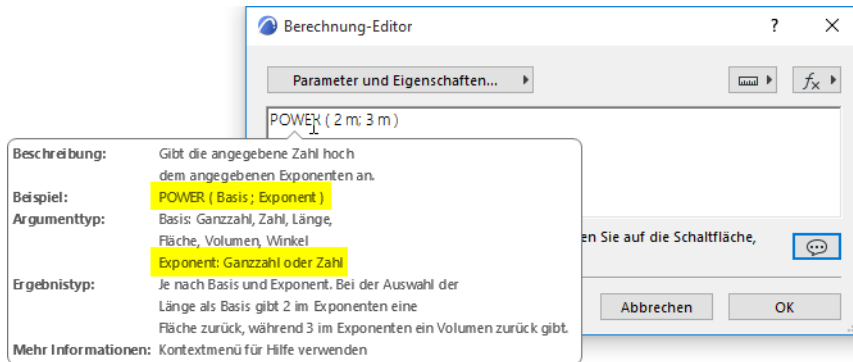 Berechnung-Editor ? ×
Parameter und Eigenschaften... fx
POWER ( 2 m; 3 m )
Beschreibung: Gibt die angegebene Zahl hoch
dem angegebenen Exponenten an.
Beispiel: POWER ( Basis ; Exponent )
Argumenttyp: Basis: Ganzzahl, Zahl, Länge,
Fläche, Volumen, Winkel
Exponent: Ganzzahl oder Zahl
en Sie auf die Schaltfläche,
Ergebnistyp: Je nach Basis und Exponent. Bei der Auswahl der
Länge als Basis gibt 2 im Exponenten eine
Fläche zurück, während 3 im Exponenten ein Volumen zurück gibt.
Mehr Informationen: Kontextmenü für Hilfe verwenden
Abbrechen OK